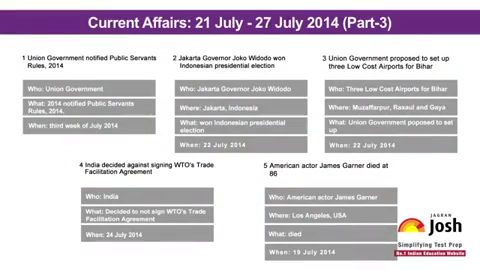 Current Affairs: 21 July - 27 July 2014 (Part-3)
1 Union Government notified Public Servants
Rules, 2014
Who: Union Government
What: 2014 notified Public Servants
Rules, 2014.
When: third week of July 2014
2 Jakarta Governor Joko Widodo won
Indonesian presidential election
Who: Jakarta Governor Joko Widodo
Where: Jakarta, Indonesia
What: won Indonesian presidential
election
When: 22 July 2014
3 Union Government proposed to set up
three Low Cost Airports for Bihar
Who: Three Low Cost Airports for Bihar
Where: Muzaffarpur, Raxaul and Gaya
What: Union Government poposed to set
up
When: 22 July 2014
4 India decided against signing WTO's Trade
Facilitation Agreement
Who: India
What: Decided to not sign WTO's Trade
Facilitation Agreement
When: 24 July 2014
5 American actor James Garner died at
86
Who: American actor James Garner
Where: Los Angeles, USA
What: died
When: 19 July 2014
JAGRAN
Josh
Simplifying Test Prep
No.1 Indian Education Website